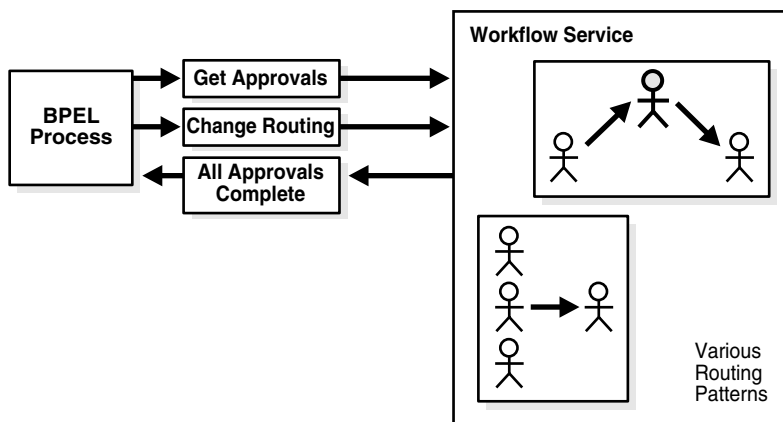 Workflow Service
BPEL
Process
Get Approvals
Change Routing
All Approvals
Complete
Various
Routing
Patterns